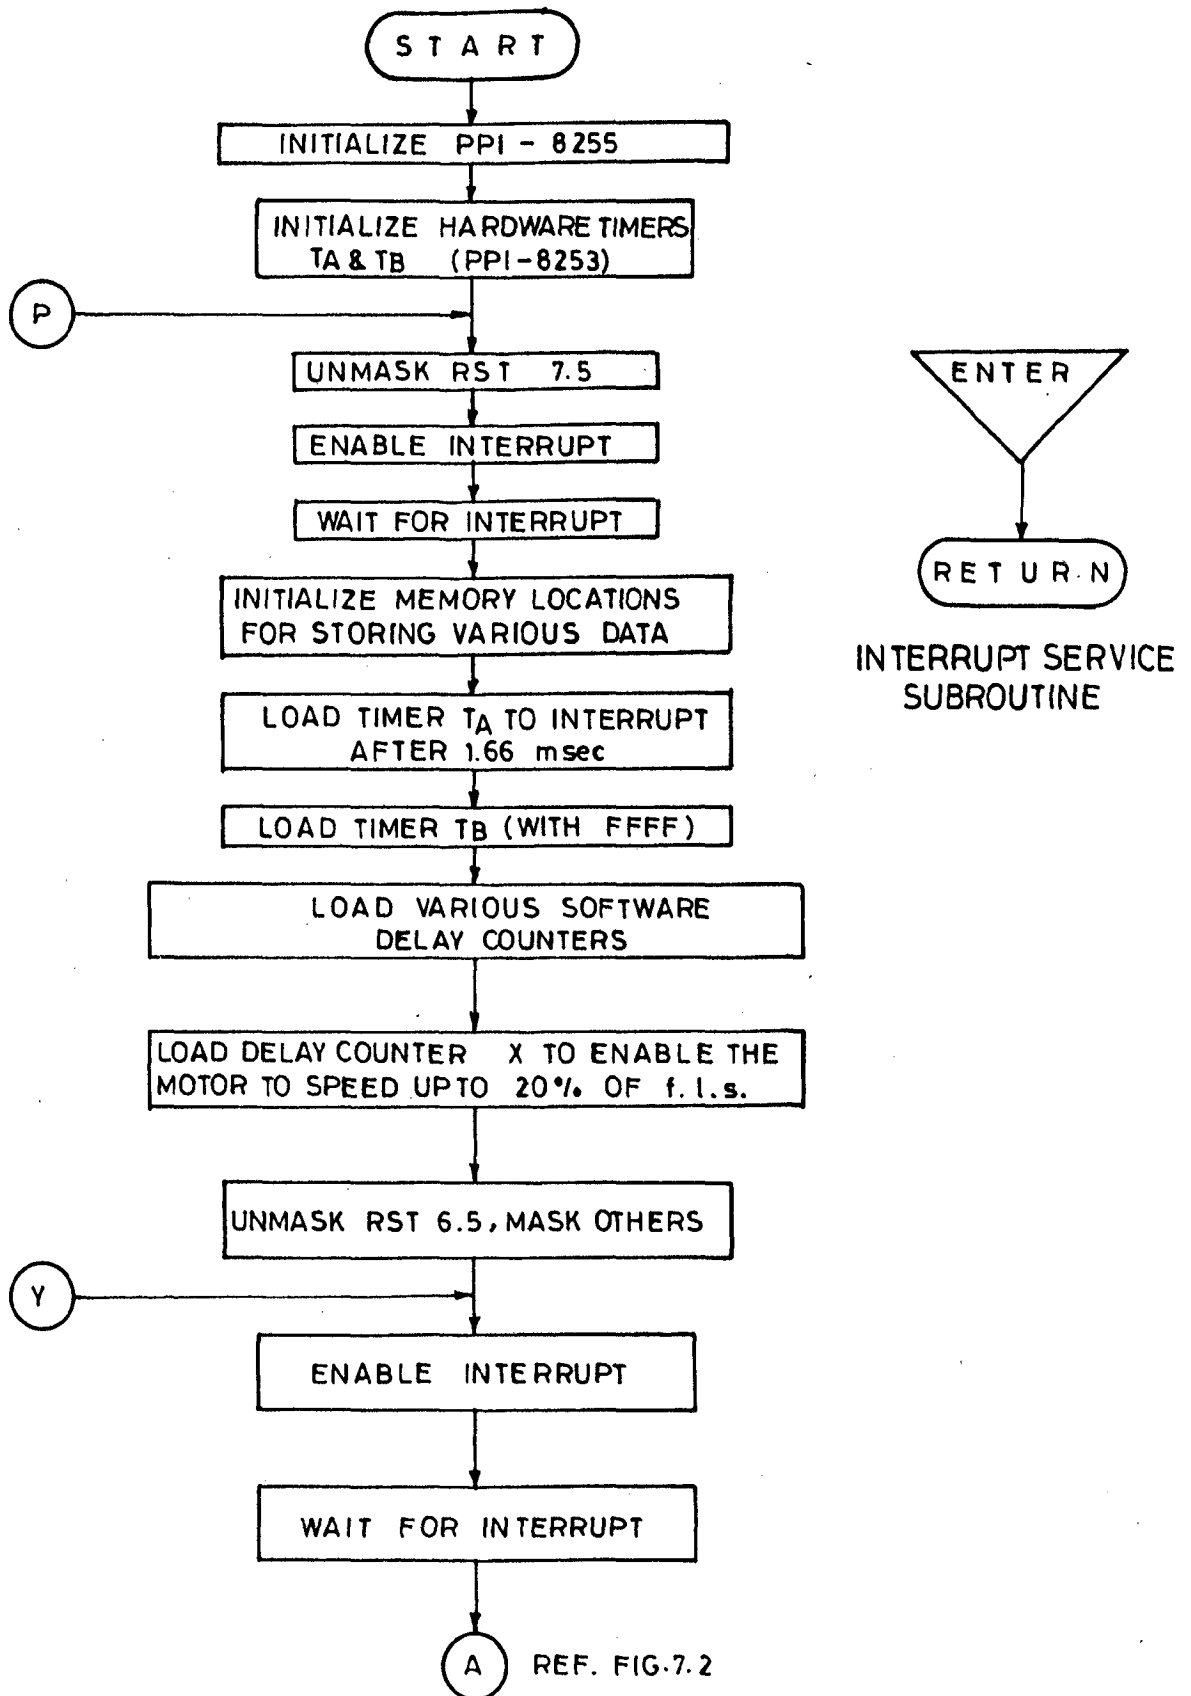 START
INITIALIZE PPI - 8255
INITIALIZE HARDWARE TIMERS
TA & TB (PPI-8253)
P
UNMASK RST 7.5
ENABLE INTERRUPT
WAIT FOR INTERRUPT
INITIALIZE MEMORY LOCATIONS
FOR STORING VARIOUS DATA
LOAD TIMER TA TO INTERRUPT
AFTER 1.66 msec
LOAD TIMER TB (WITH FFFF)
LOAD VARIOUS SOFTWARE
DELAY COUNTERS
LOAD DELAY COUNTER X TO ENABLE THE
MOTOR TO SPEED UPTO 20% OF f.l.s.
UNMASK RST 6.5, MASK OTHERS
Y
ENABLE INTERRUPT
WAIT FOR INTERRUPT
A REF. FIG.7.2
ENTER
RETURN
INTERRUPT SERVICE
SUBROUTINE